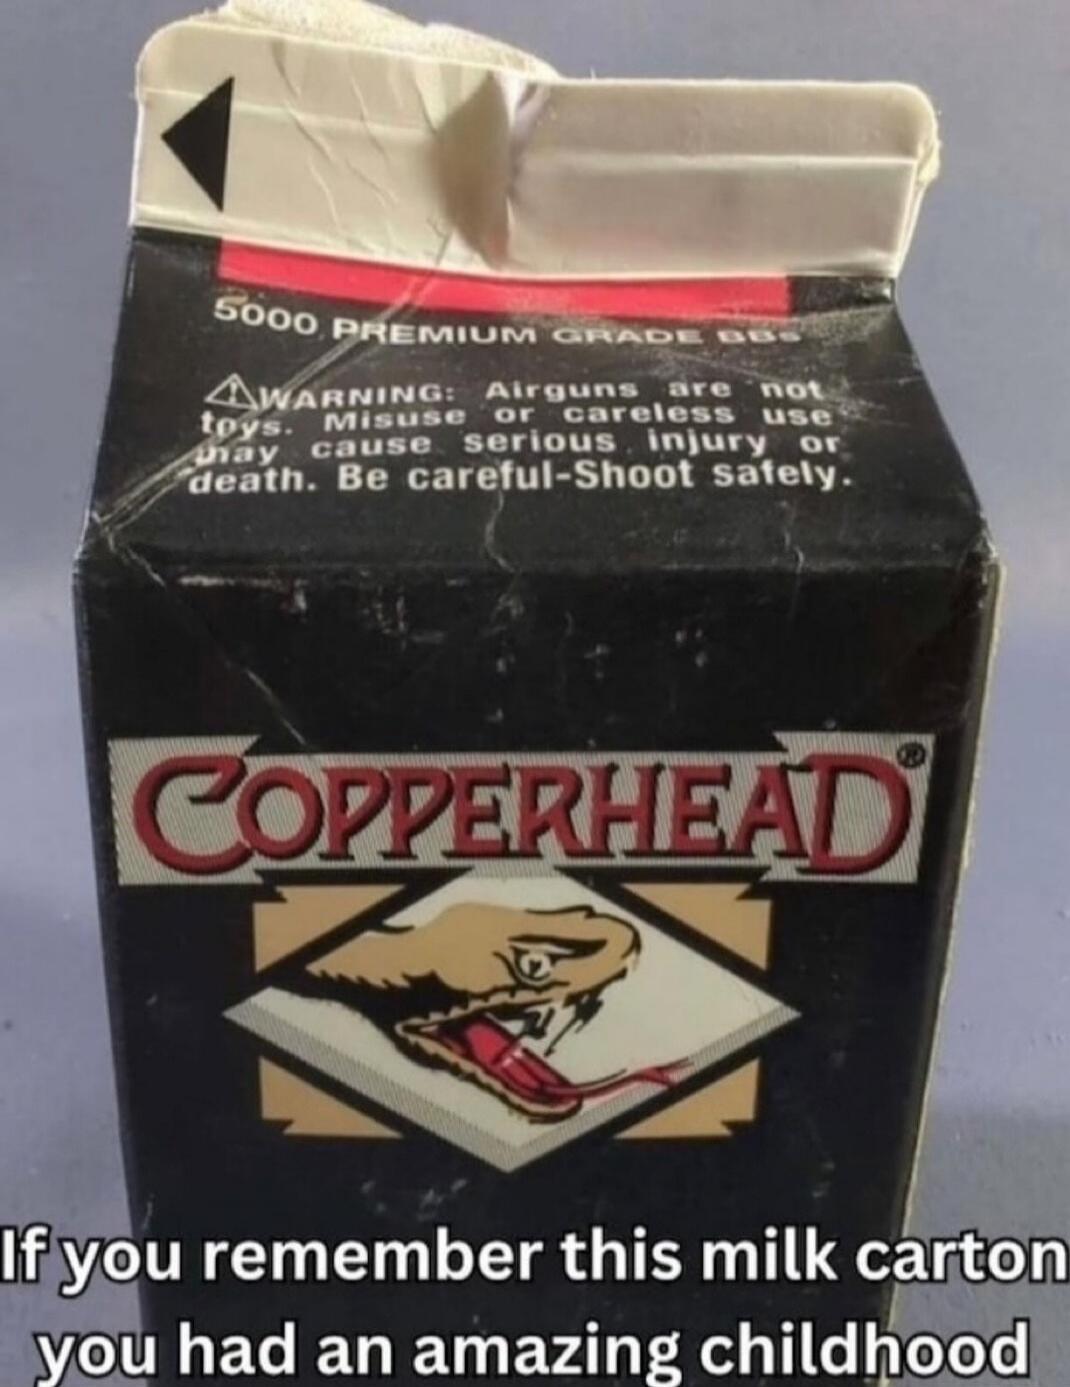 5000 PREMIUM GRADE BBs
⚠WARNING: Airguns are not
toys. Misuse or careless use
may cause serious injury or
death. Be careful-Shoot safely.
COPPERHEAD®
If you remember this milk carton
you had an amazing childhood